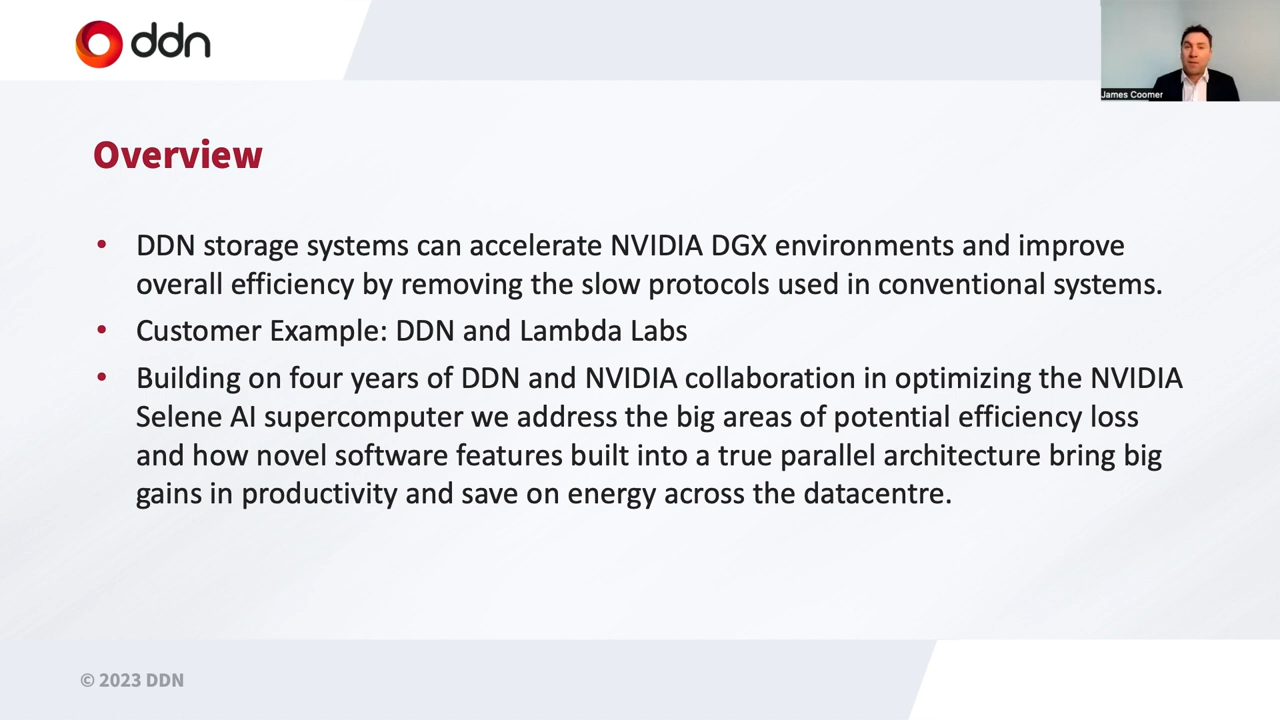 ddn
James Coomer
Overview
• DDN storage systems can accelerate NVIDIA DGX environments and improve
overall efficiency by removing the slow protocols used in conventional systems.
• Customer Example: DDN and Lambda Labs
• Building on four years of DDN and NVIDIA collaboration in optimizing the NVIDIA
Selene AI supercomputer we address the big areas of potential efficiency loss
and how novel software features built into a true parallel architecture bring big
gains in productivity and save on energy across the datacentre.
© 2023 DDN